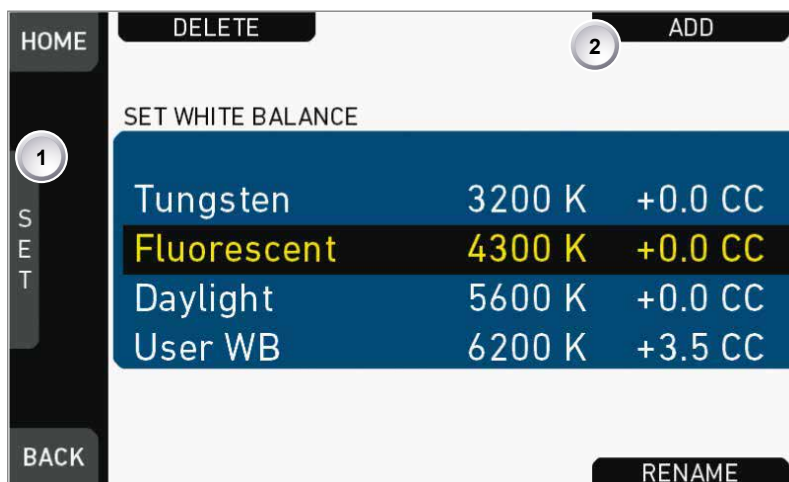 HOME
DELETE
2
ADD
SET WHITE BALANCE
1
SET
Tungsten 3200 K +0.0 CC
Fluorescent 4300 K +0.0 CC
Daylight 5600 K +0.0 CC
User WB 6200 K +3.5 CC
BACK
RENAME